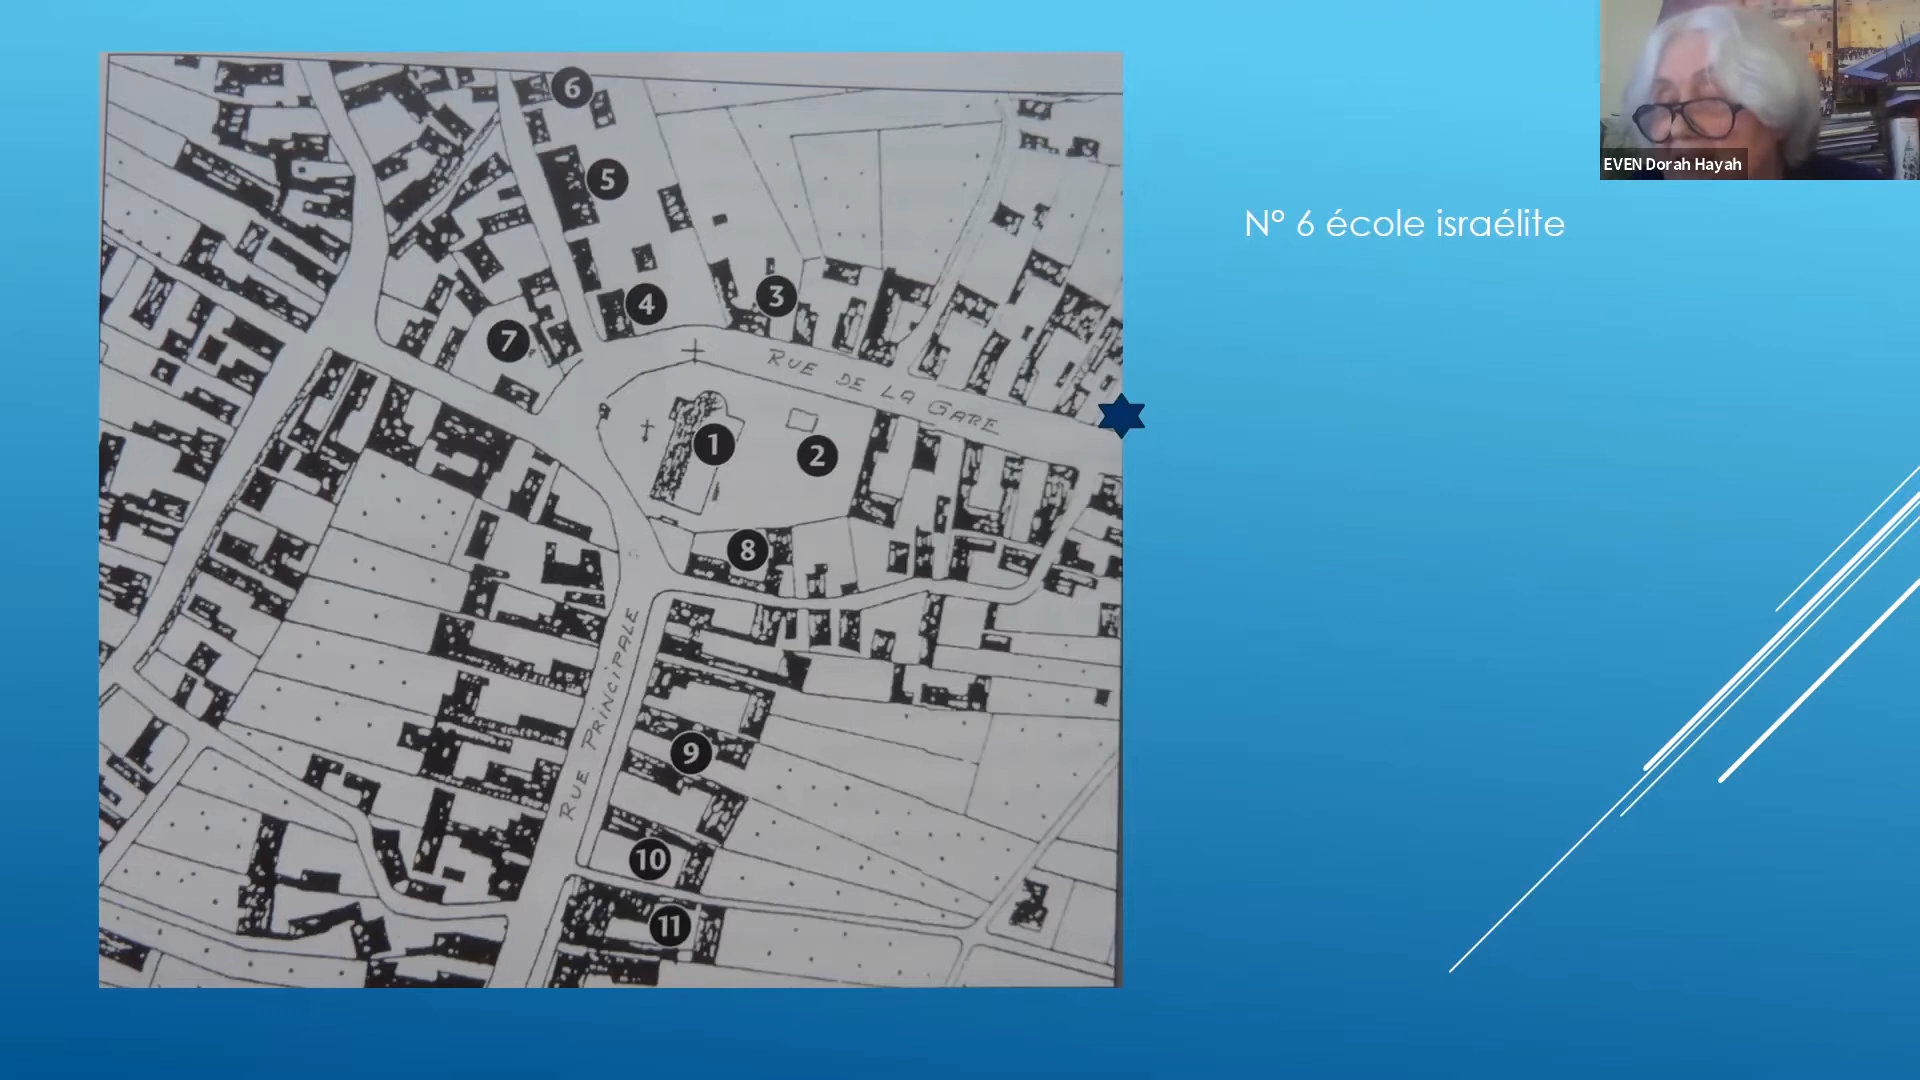 6
5
4
3
7
RUE DE LA GARE
1
2
8
RUE PRINCIPALE
9
10
11
N° 6 école israélite
EVEN Dorah Hayah